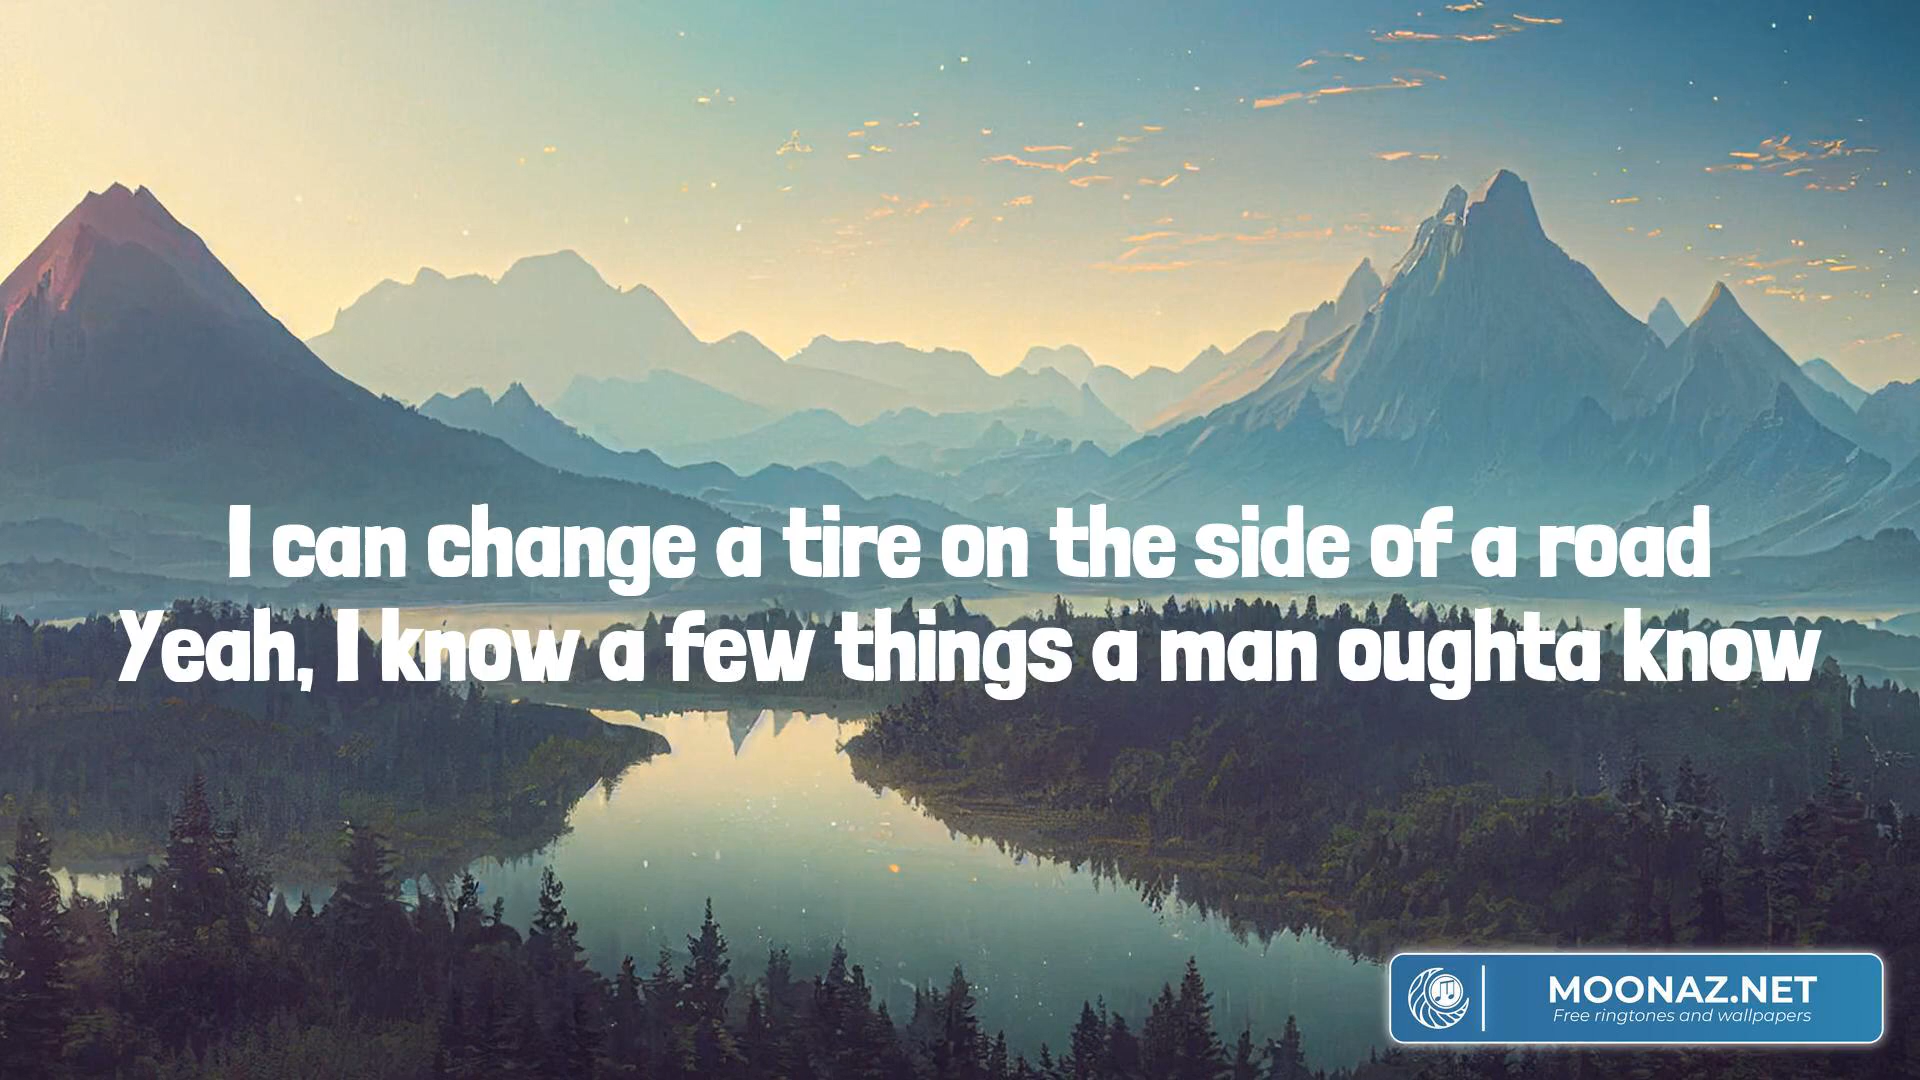 I can change a tire on the side of a road
Yeah, I know a few things a man oughta know
MOONAZ.NET
Free ringtones and wallpapers